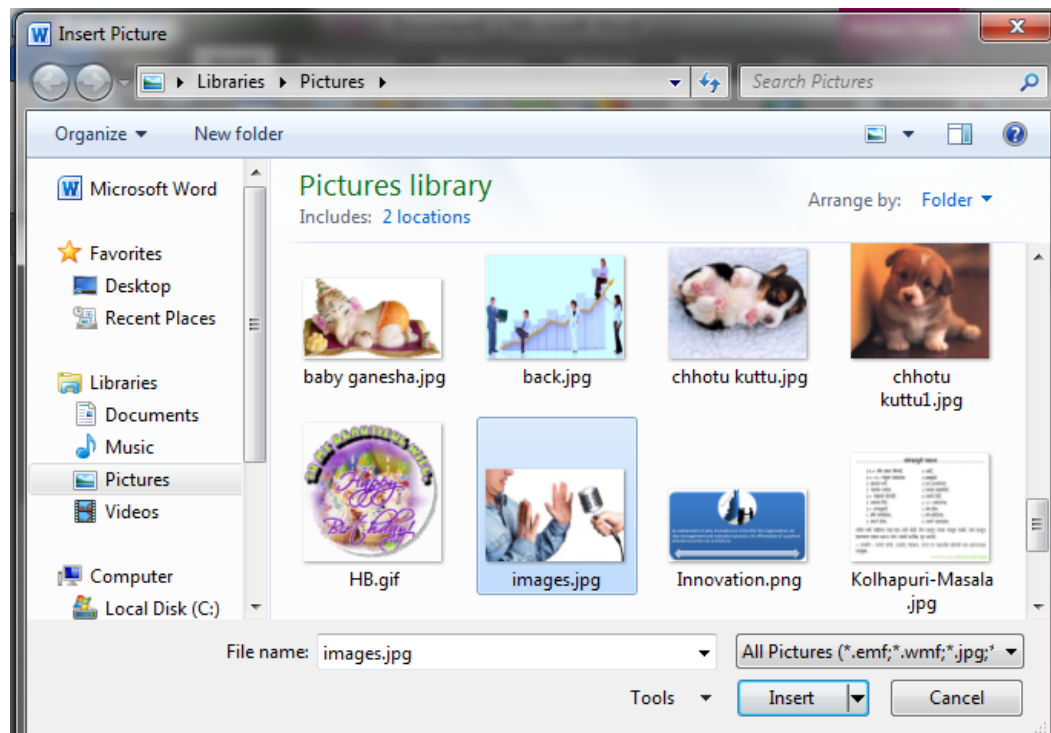 Insert Picture
Libraries Pictures
Search Pictures
Organize New folder
Microsoft Word
Favorites
Desktop
Recent Places
Libraries
Documents
Music
Pictures
Videos
Computer
Local Disk (C:)
Pictures library
Includes: 2 locations
Arrange by: Folder
baby ganesha.jpg
back.jpg
chhotu kuttu.jpg
chhotu
kuttu1.jpg
Happy
Birthday!
HB.gif
images.jpg
Innovation.png
Kolhapuri-Masala
.jpg
File name: images.jpg
All Pictures (*.emf;*.wmf;*.jpg;*
Tools Insert Cancel